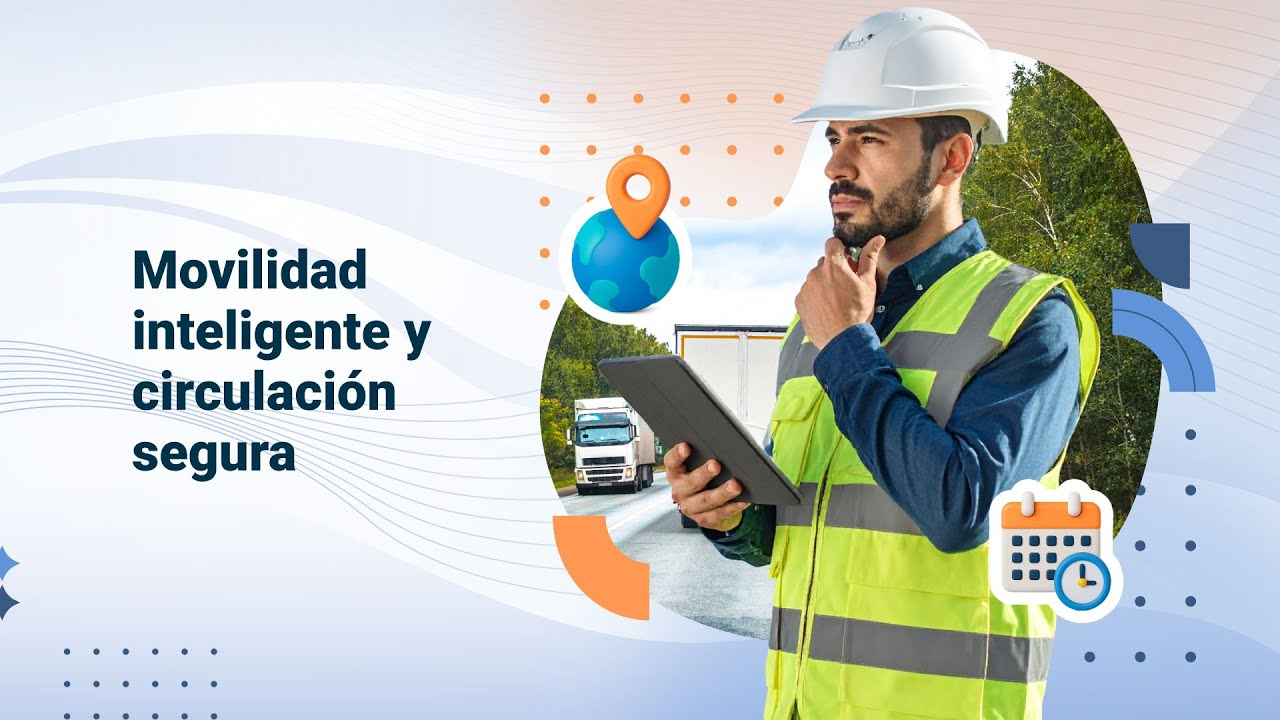 Movilidad
inteligente y
circulación
segura